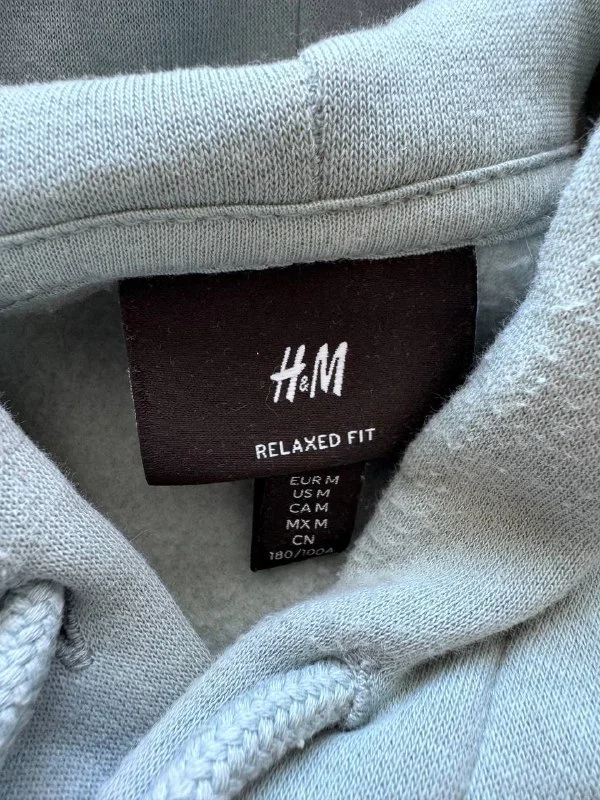 H&M
RELAXED FIT
EUR M
US M
CA M
MX M
CN
180/100A